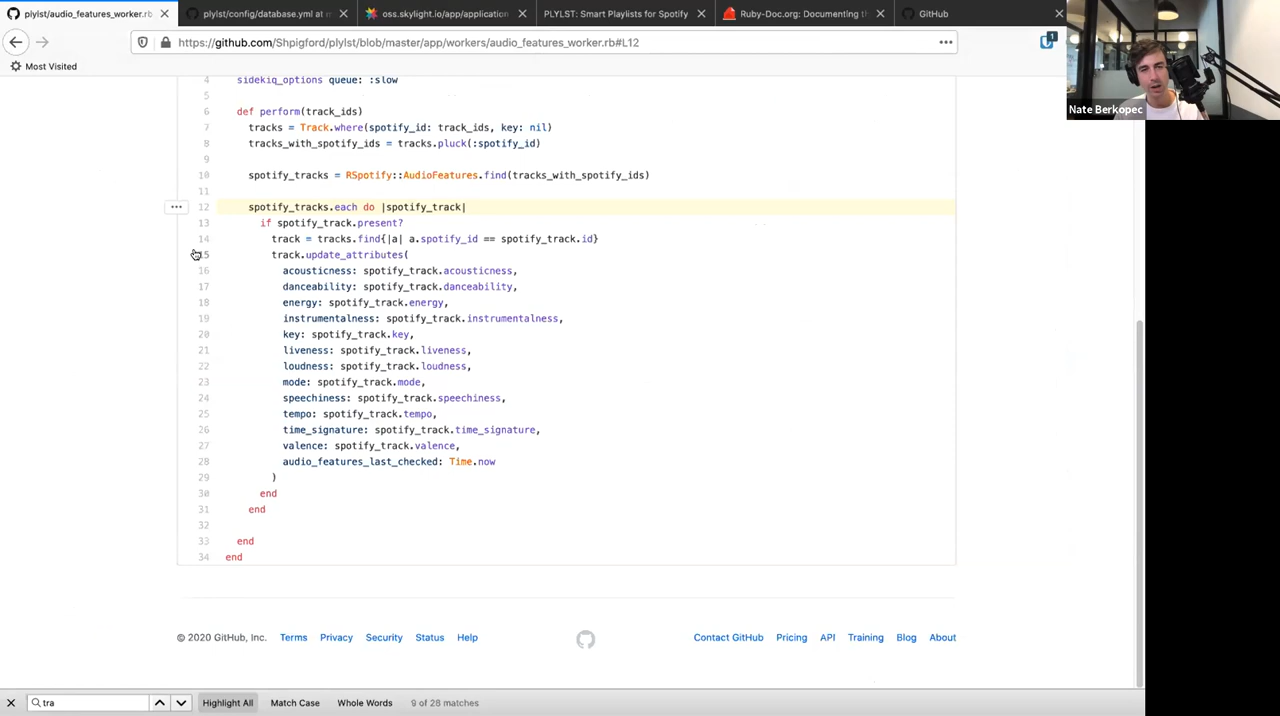 plylst/audio_features_worker.rb
plylst/config/database.yml at m
oss.skylight.io/app/application
PLYLST: Smart Playlists for Spotify
Ruby-Doc.org: Documenting th
GitHub
https://github.com/Shpigford/plylst/blob/master/app/workers/audio_features_worker.rb#L12
1
Most Visited
Nate Berkopec
4 sidekiq_options queue: :slow
5
6 def perform(track_ids)
7 tracks = Track.where(spotify_id: track_ids, key: nil)
8 tracks_with_spotify_ids = tracks.pluck(:spotify_id)
9
10 spotify_tracks = RSpotify::AudioFeatures.find(tracks_with_spotify_ids)
11
12 spotify_tracks.each do |spotify_track|
13 if spotify_track.present?
14 track = tracks.find{|a| a.spotify_id == spotify_track.id}
15 track.update_attributes(
16 acousticness: spotify_track.acousticness,
17 danceability: spotify_track.danceability,
18 energy: spotify_track.energy,
19 instrumentalness: spotify_track.instrumentalness,
20 key: spotify_track.key,
21 liveness: spotify_track.liveness,
22 loudness: spotify_track.loudness,
23 mode: spotify_track.mode,
24 speechiness: spotify_track.speechiness,
25 tempo: spotify_track.tempo,
26 time_signature: spotify_track.time_signature,
27 valence: spotify_track.valence,
28 audio_features_last_checked: Time.now
29 )
30 end
31 end
32
33 end
34 end
© 2020 GitHub, Inc. Terms Privacy Security Status Help Contact GitHub Pricing API Training Blog About
tra Highlight All Match Case Whole Words 9 of 28 matches